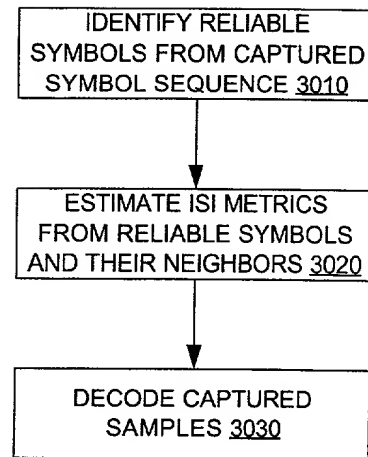 IDENTIFY RELIABLE
SYMBOLS FROM CAPTURED
SYMBOL SEQUENCE 3010
ESTIMATE ISI METRICS
FROM RELIABLE SYMBOLS
AND THEIR NEIGHBORS 3020
DECODE CAPTURED
SAMPLES 3030